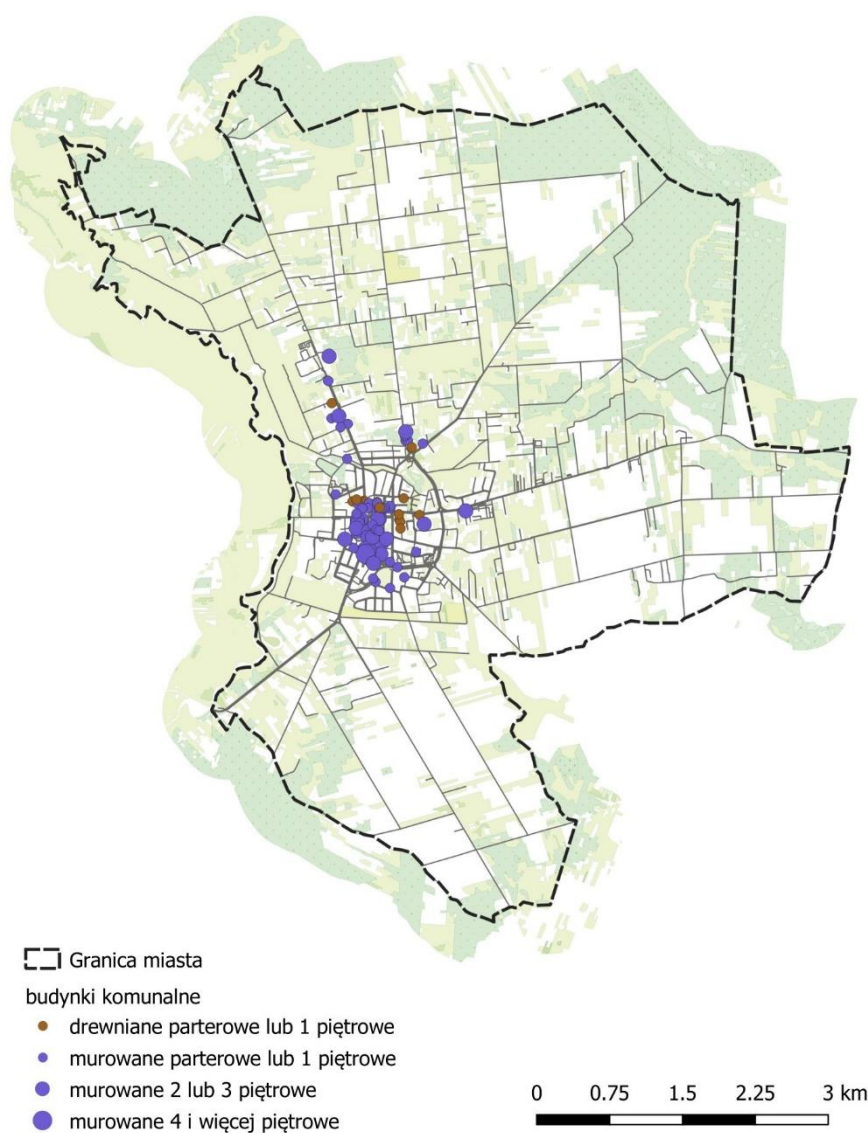 Granica miasta
budynki komunalne
drewniane parterowe lub 1 piętrowe
murowane parterowe lub 1 piętrowe
murowane 2 lub 3 piętrowe
murowane 4 i więcej piętrowe
0 0.75 1.5 2.25 3 km